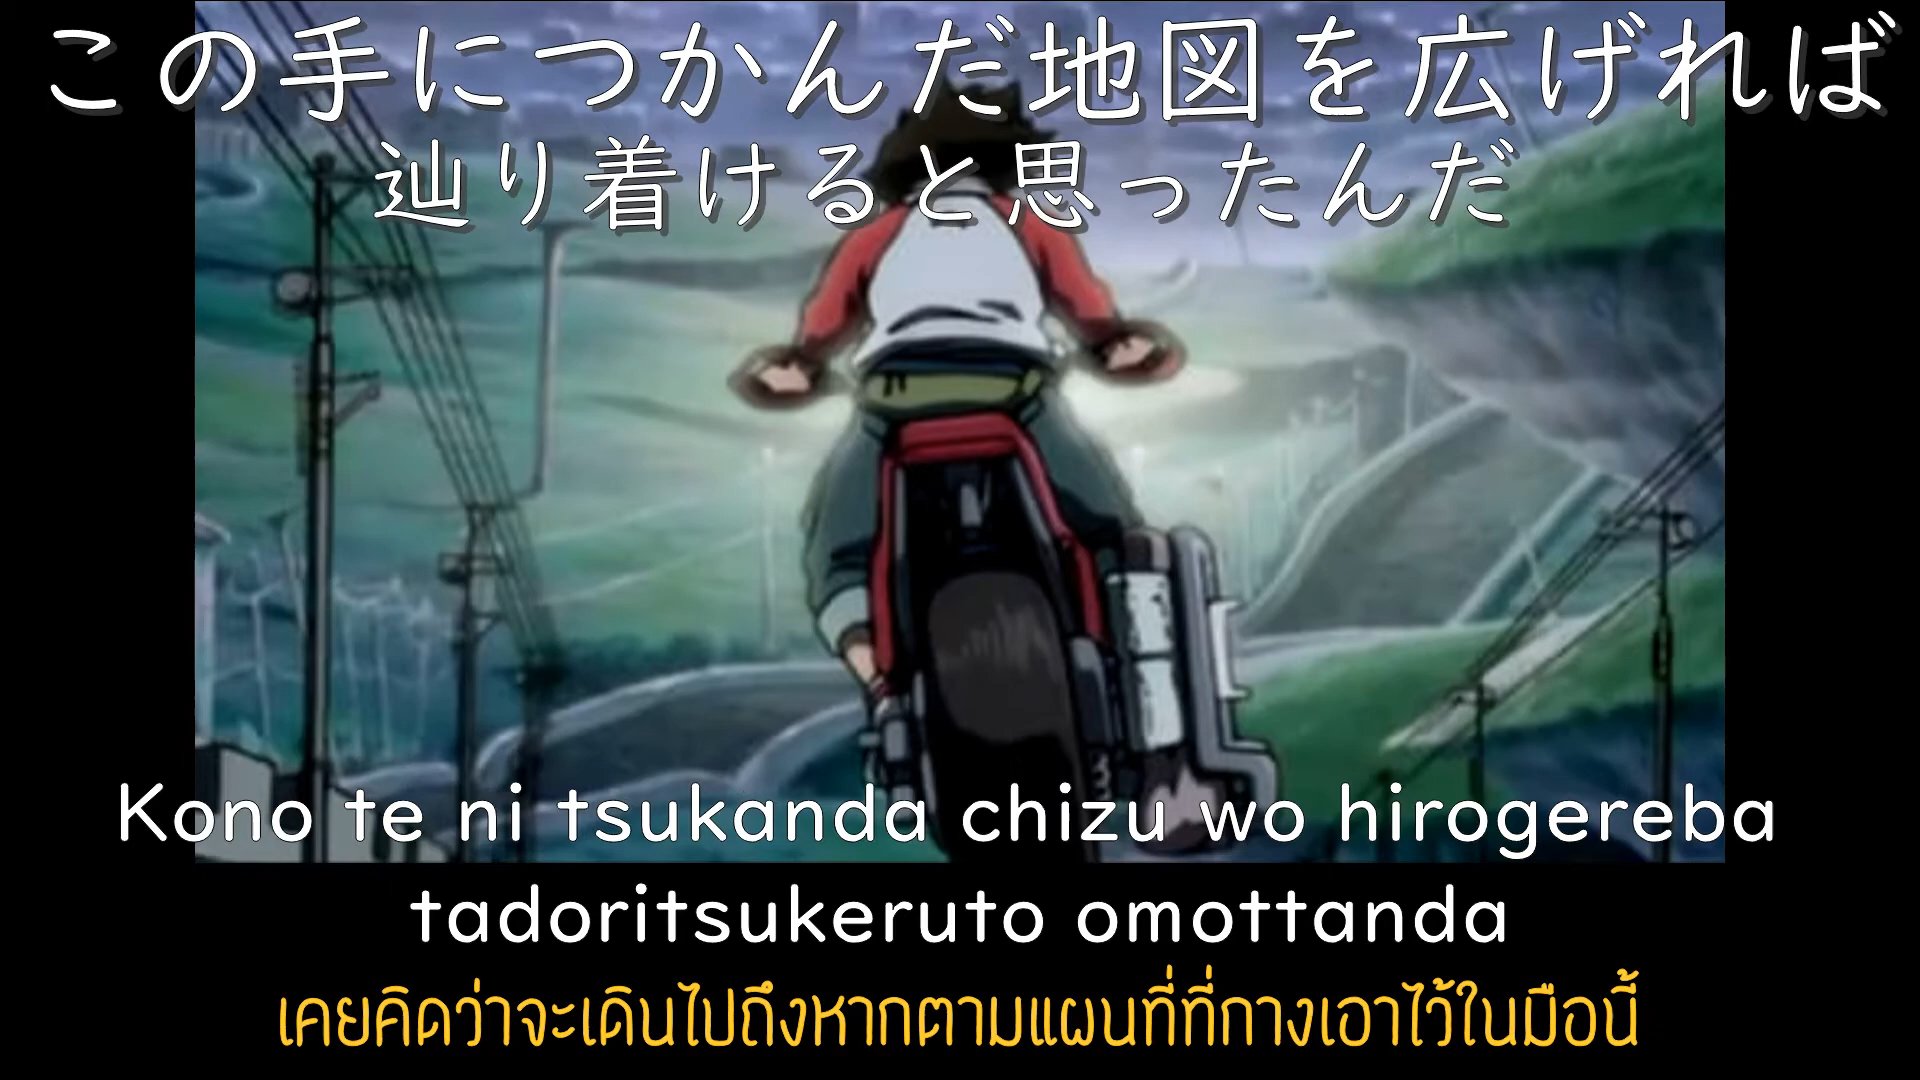 この手につかんだ地図を広げれば
辿り着けると思ったんだ
Kono te ni tsukanda chizu wo hirogereba
tadoritsukeruto omottanda
เคยคิดว่าจะเดินไปถึงหากตามแผนที่ที่กางเอาไว้ในมือนี้